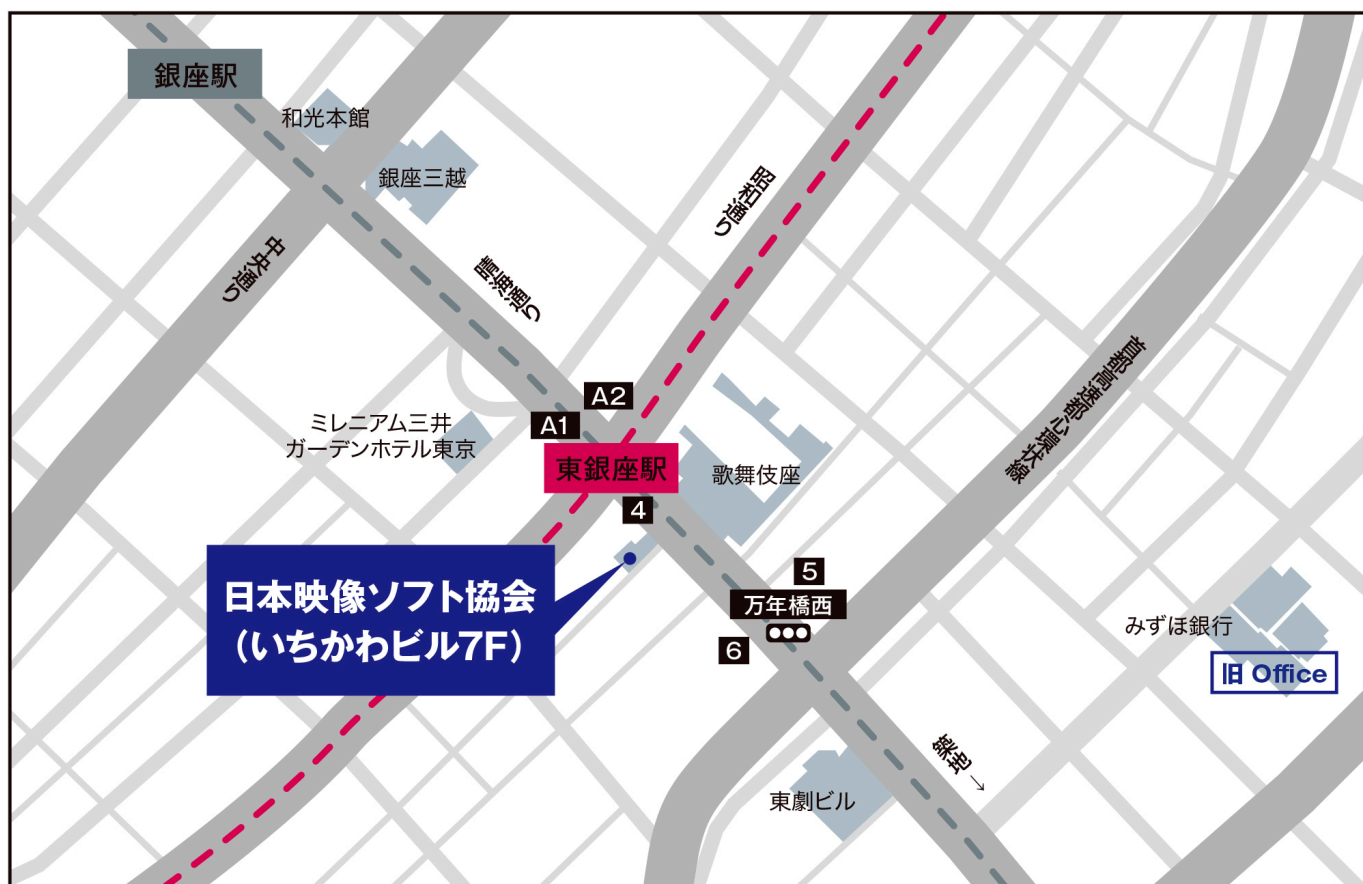 銀座駅
和光本館
銀座三越
昭和通り
中央通り
晴海通り
首都高速都心環状線
A2
A1
ミレニアム三井
ガーデンホテル東京
東銀座駅
歌舞伎座
4
日本映像ソフト協会
(いちかわビル7F)
5
万年橋西
6
みずほ銀行
旧 Office
築地→
東劇ビル